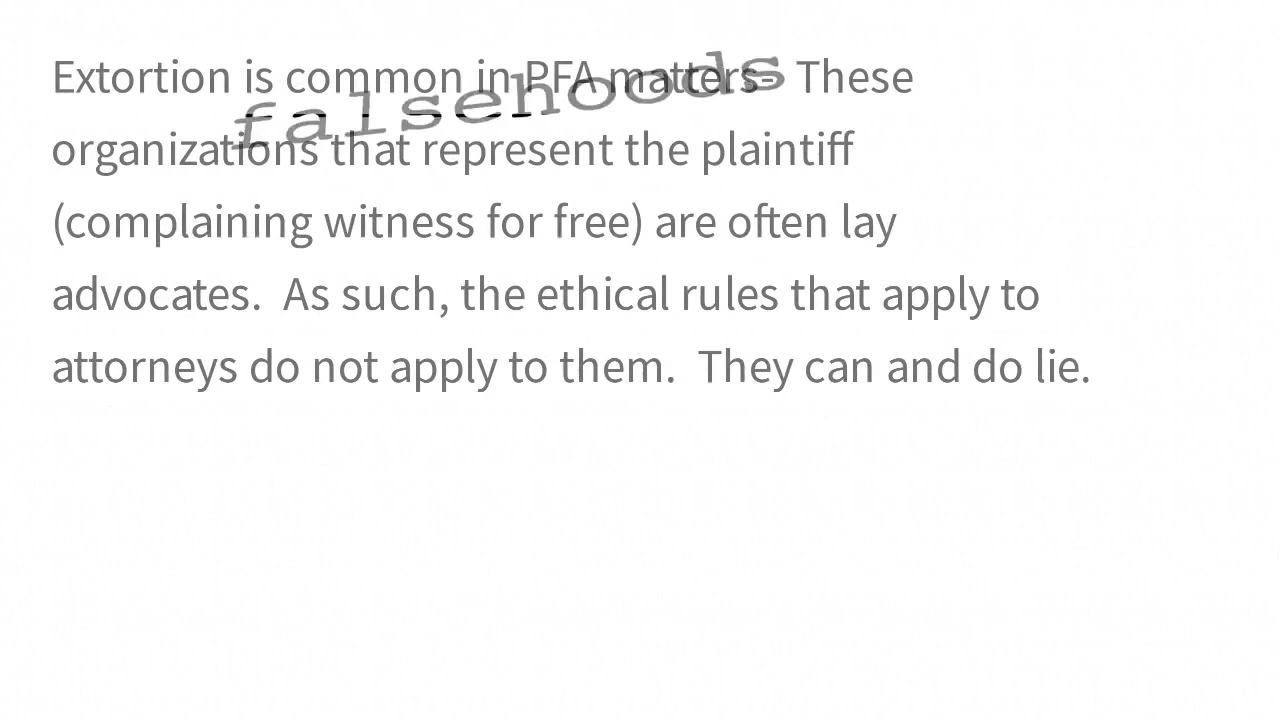 Extortion is common in PFA matters-  These
falsehoods
organizations that represent the plaintiff
(complaining witness for free) are often lay
advocates.  As such, the ethical rules that apply to
attorneys do not apply to them.  They can and do lie.